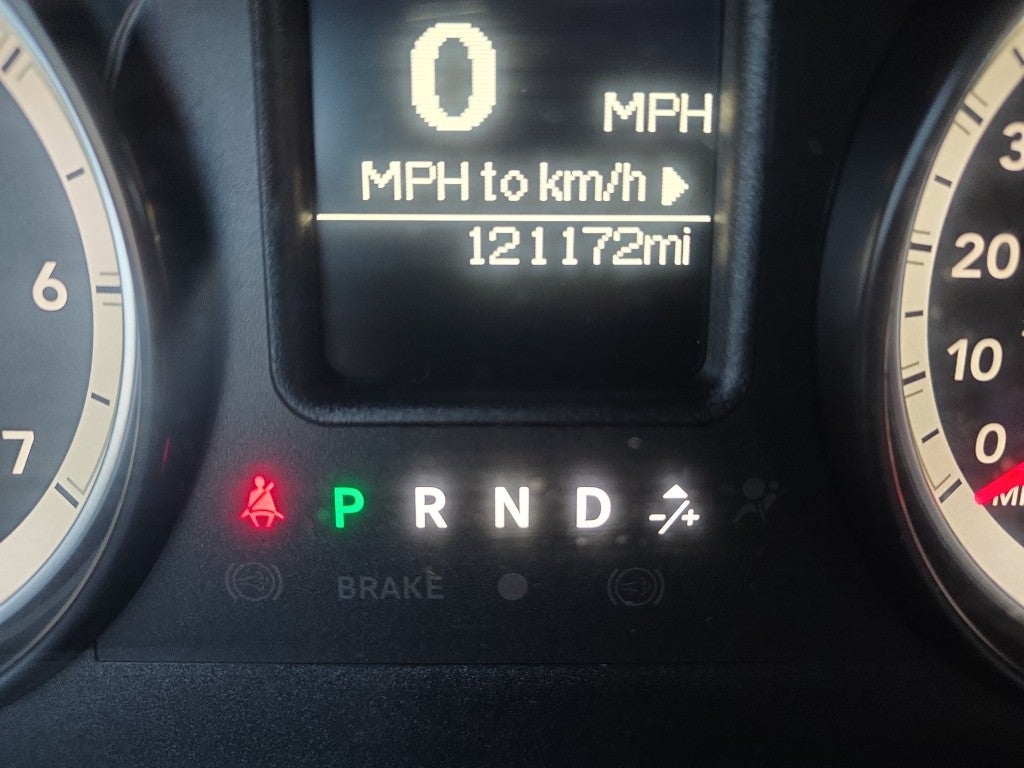 0
MPH
MPH to km/h
121172mi
6
7
20
10
0
P R N D -/+
BRAKE